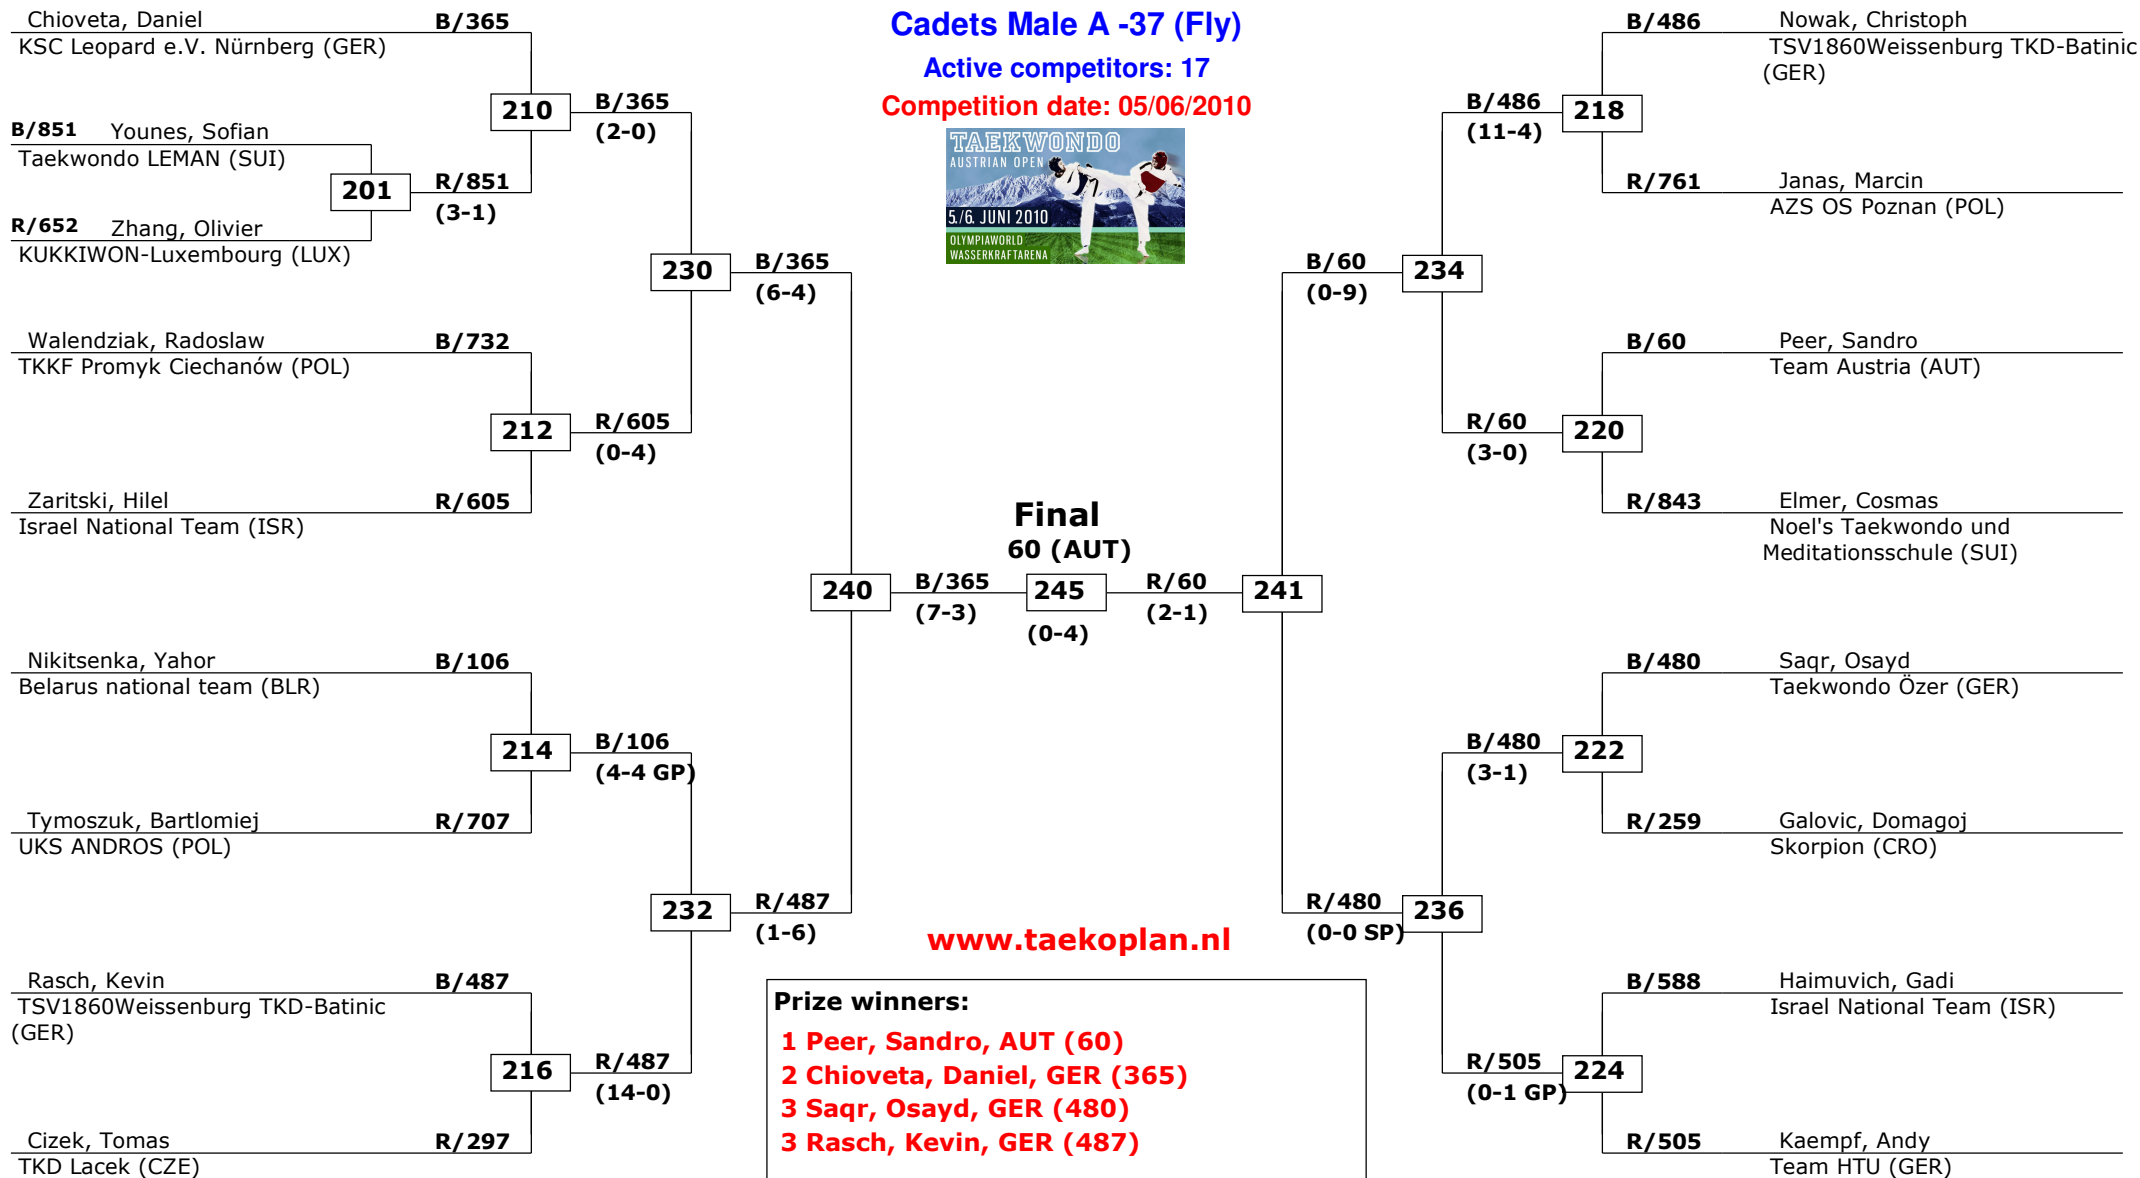 Cadets Male A -37 (Fly)
Active competitors: 17
Competition date: 05/06/2010
TAEKWONDO
AUSTRIAN OPEN
5./6. JUNI 2010
OLYMPIAWORLD
WASSERKRAFTARENA
Chioveta, Daniel B/365
KSC Leopard e.V. Nürnberg (GER)
210 B/365
(2-0)
B/851 Younes, Sofian
Taekwondo LEMAN (SUI)
201 R/851
(3-1)
R/652 Zhang, Olivier
KUKKIWON-Luxembourg (LUX)
230 B/365
(6-4)
Walendziak, Radoslaw B/732
TKKF Promyk Ciechanów (POL)
212 R/605
(0-4)
Zaritski, Hilel R/605
Israel National Team (ISR)
240 B/365
(7-3)
Nikitsenka, Yahor B/106
Belarus national team (BLR)
214 B/106
(4-4 GP)
Tymoszuk, Bartlomiej R/707
UKS ANDROS (POL)
232 R/487
(1-6)
Rasch, Kevin B/487
TSV1860Weissenburg TKD-Batinic
(GER)
216 R/487
(14-0)
Cizek, Tomas R/297
TKD Lacek (CZE)
Final
60 (AUT)
245
(0-4)
B/486 Nowak, Christoph
TSV1860Weissenburg TKD-Batinic
(GER)
B/486 218
(11-4)
R/761 Janas, Marcin
AZS OS Poznan (POL)
B/60 234
(0-9)
B/60 Peer, Sandro
Team Austria (AUT)
R/60 220
(3-0)
R/843 Elmer, Cosmas
Noel's Taekwondo und
Meditationsschule (SUI)
R/60 241
(2-1)
B/480 Saqr, Osayd
Taekwondo Özer (GER)
B/480 222
(3-1)
R/259 Galovic, Domagoj
Skorpion (CRO)
R/480 236
(0-0 SP)
B/588 Haimuvich, Gadi
Israel National Team (ISR)
R/505 224
(0-1 GP)
R/505 Kaempf, Andy
Team HTU (GER)
www.taekoplan.nl
Prize winners:
1 Peer, Sandro, AUT (60)
2 Chioveta, Daniel, GER (365)
3 Saqr, Osayd, GER (480)
3 Rasch, Kevin, GER (487)